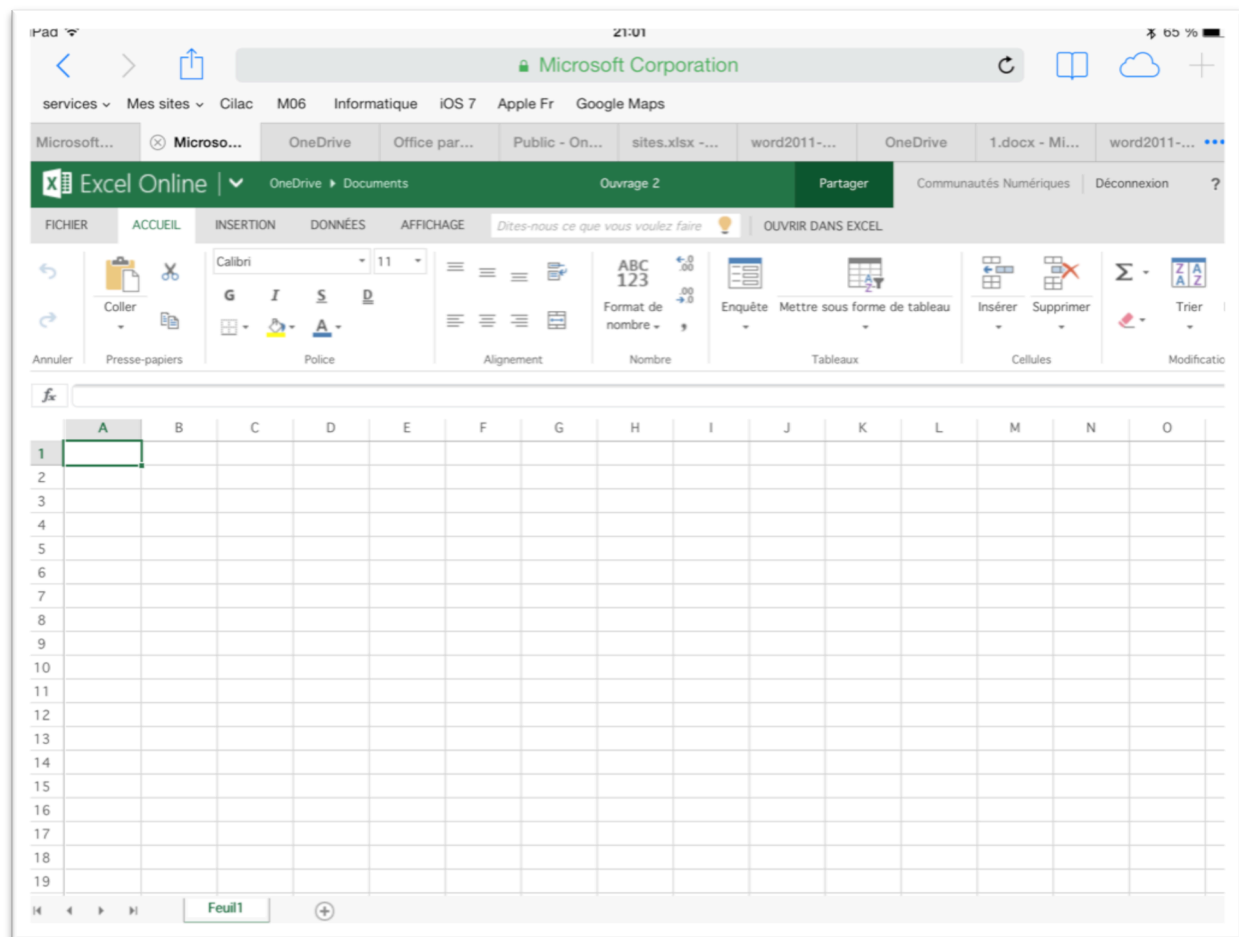 iPad 21:01 65 %
Microsoft Corporation
services Mes sites Cilac M06 Informatique iOS 7 Apple Fr Google Maps
Microsoft... Microso... OneDrive Office par... Public - On... sites.xlsx -... word2011-... OneDrive 1.docx - Mi... word2011-...
Excel Online OneDrive Documents Ouvrage 2 Partager Communautés Numériques Déconnexion ?
FICHIER ACCUEIL INSERTION DONNÉES AFFICHAGE Dites-nous ce que vous voulez faire OUVRIR DANS EXCEL
Calibri 11 ABC
123
G I S D
Coller Format de nombre Enquête Mettre sous forme de tableau Insérer Supprimer Σ Trier
A
Annuler Presse-papiers Police Alignement Nombre Tableaux Cellules Modificatio
fx
A B C D E F G H I J K L M N O
1
2
3
4
5
6
7
8
9
10
11
12
13
14
15
16
17
18
19
Feuil1